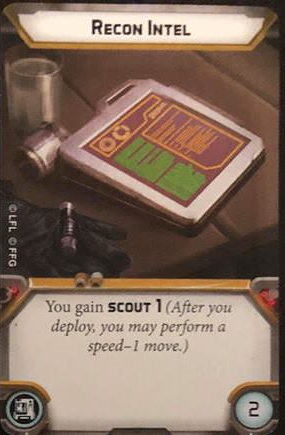 RECON INTEL
© LFL © FFG
You gain SCOUT 1 (After you
deploy, you may perform a
speed–1 move.)
2